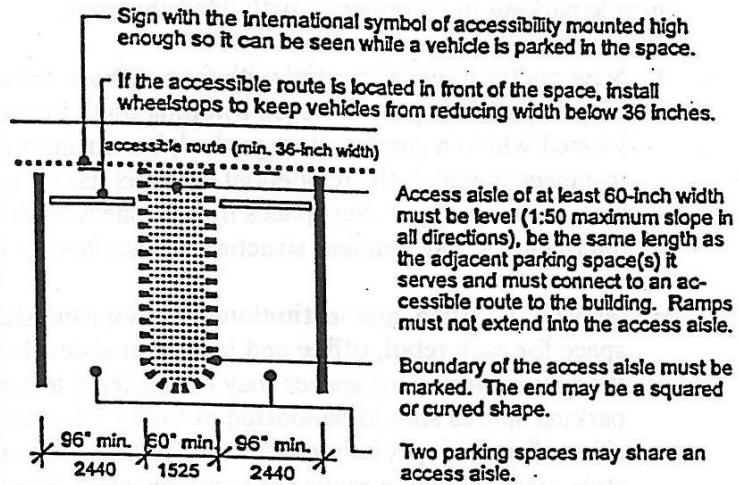 Sign with the International symbol of accessibility mounted high
enough so it can be seen while a vehicle is parked in the space.
If the accessible route is located in front of the space, install
wheelstops to keep vehicles from reducing width below 36 inches.
accessible route (min. 36-inch width)
Access aisle of at least 60-inch width
must be level (1:50 maximum slope in
all directions), be the same length as
the adjacent parking space(s) it
serves and must connect to an ac-
cessible route to the building. Ramps
must not extend into the access aisle.
Boundary of the access aisle must be
marked. The end may be a squared
or curved shape.
Two parking spaces may share an
access aisle.
96" min. 60" min. 96" min.
2440 1525 2440